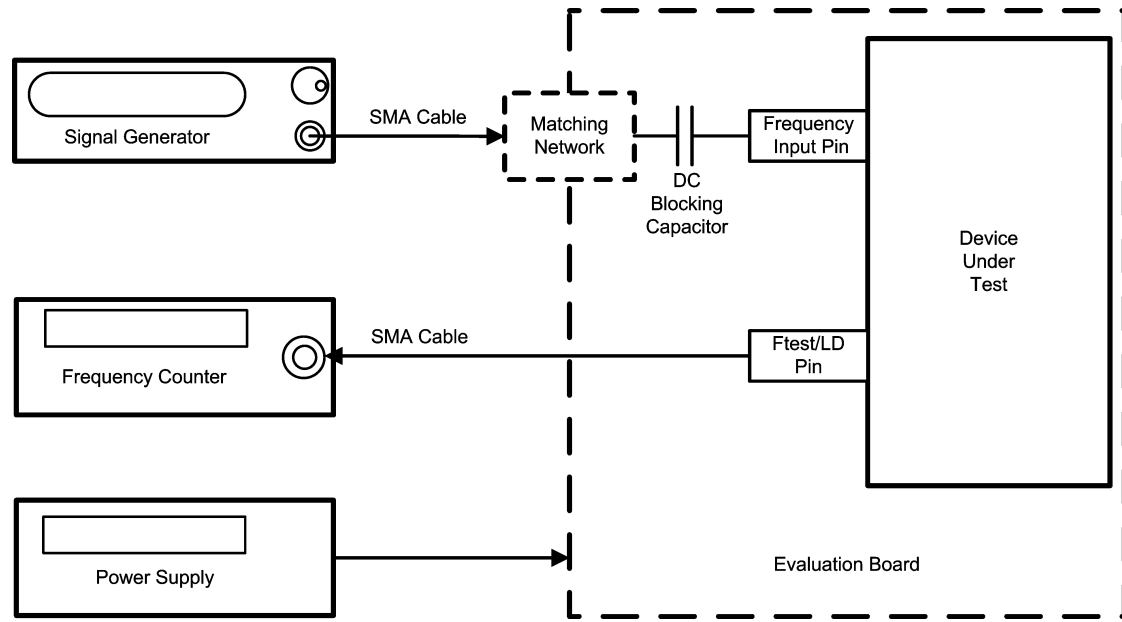 Signal Generator
SMA Cable
Matching
Network
DC
Blocking
Capacitor
Frequency
Input Pin
Device
Under
Test
Frequency Counter
SMA Cable
Ftest/LD
Pin
Power Supply
Evaluation Board